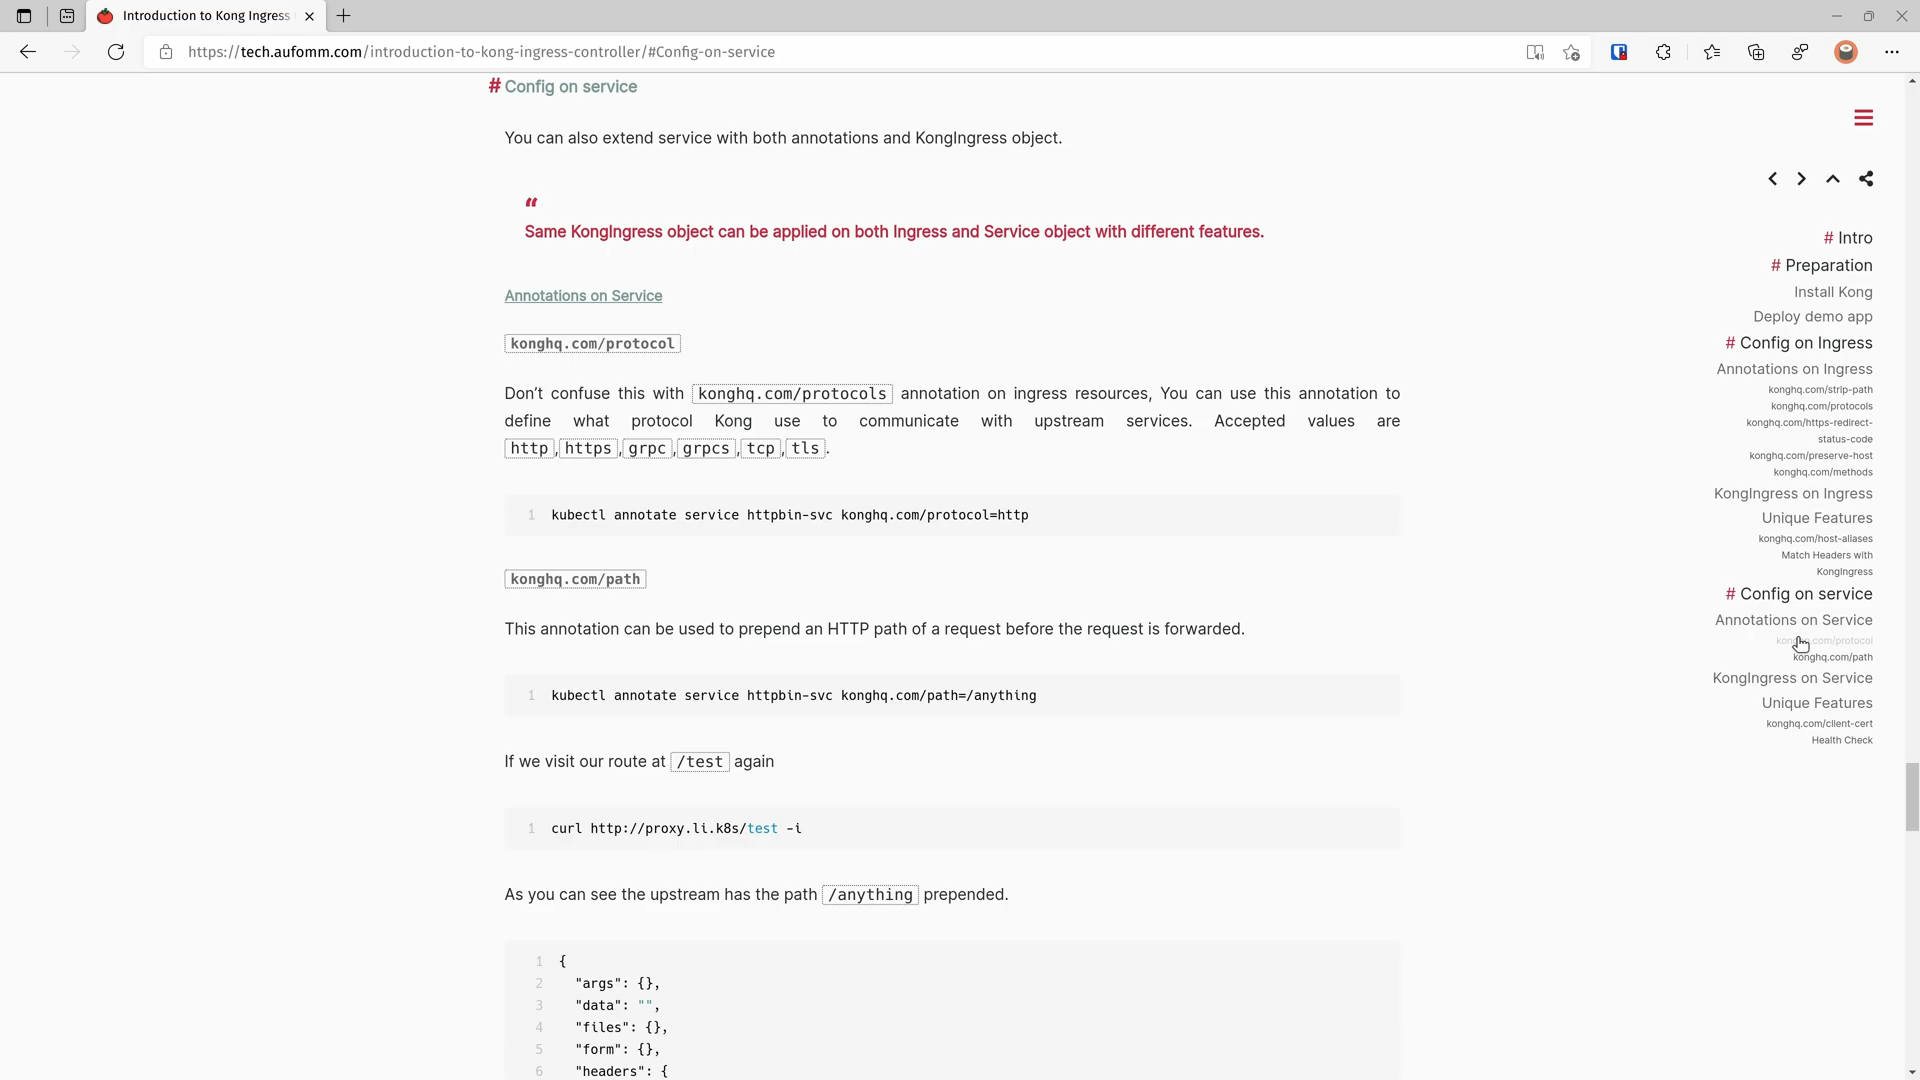 Introduction to Kong Ingress
https://tech.aufomm.com/introduction-to-kong-ingress-controller/#Config-on-service
# Config on service
You can also extend service with both annotations and KongIngress object.
“
Same KongIngress object can be applied on both Ingress and Service object with different features.
Annotations on Service
konghq.com/protocol
Don’t confuse this with konghq.com/protocols annotation on ingress resources, You can use this annotation to
define what protocol Kong use to communicate with upstream services. Accepted values are
http,https,grpc,grpcs,tcp,tls.
1 kubectl annotate service httpbin-svc konghq.com/protocol=http
konghq.com/path
This annotation can be used to prepend an HTTP path of a request before the request is forwarded.
1 kubectl annotate service httpbin-svc konghq.com/path=/anything
If we visit our route at /test again
1 curl http://proxy.li.k8s/test -i
As you can see the upstream has the path /anything prepended.
1 {
2 "args": {},
3 "data": "",
4 "files": {},
5 "form": {},
6 "headers": {
# Intro
# Preparation
Install Kong
Deploy demo app
# Config on Ingress
Annotations on Ingress
konghq.com/strip-path
konghq.com/protocols
konghq.com/https-redirect-
status-code
konghq.com/preserve-host
konghq.com/methods
KongIngress on Ingress
Unique Features
konghq.com/host-aliases
Match Headers with
KongIngress
# Config on service
Annotations on Service
konghq.com/protocol
konghq.com/path
KongIngress on Service
Unique Features
konghq.com/client-cert
Health Check